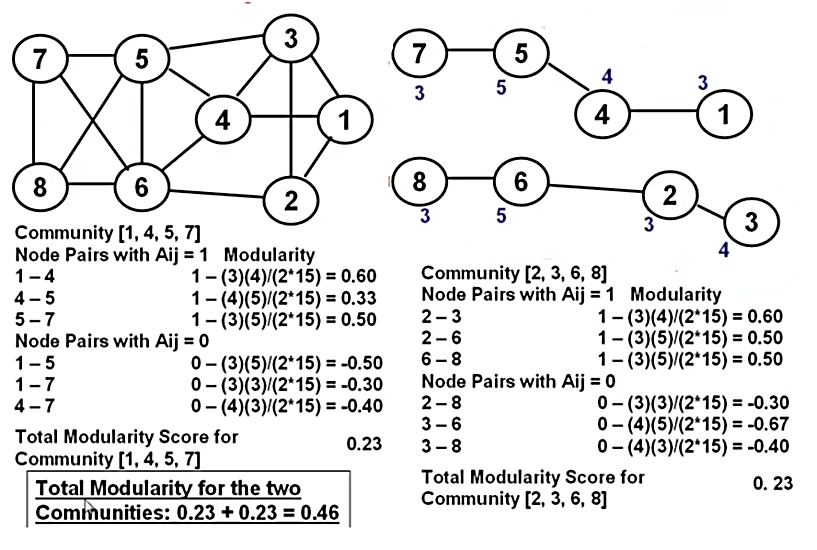 7
5
3
4
1
8
6
2
7
5
4
1
3
5
4
3
8
6
2
3
3
5
3
4
Community [1, 4, 5, 7]
Node Pairs with Aij = 1 Modularity
1 – 4 1 – (3)(4)/(2*15) = 0.60
4 – 5 1 – (4)(5)/(2*15) = 0.33
5 – 7 1 – (3)(5)/(2*15) = 0.50
Node Pairs with Aij = 0
1 – 5 0 – (3)(5)/(2*15) = -0.50
1 – 7 0 – (3)(3)/(2*15) = -0.30
4 – 7 0 – (4)(3)/(2*15) = -0.40
Total Modularity Score for 0.23
Community [1, 4, 5, 7]
Total Modularity for the two
Communities: 0.23 + 0.23 = 0.46
Community [2, 3, 6, 8]
Node Pairs with Aij = 1 Modularity
2 – 3 1 – (3)(4)/(2*15) = 0.60
2 – 6 1 – (3)(5)/(2*15) = 0.50
6 – 8 1 – (3)(5)/(2*15) = 0.50
Node Pairs with Aij = 0
2 – 8 0 – (3)(3)/(2*15) = -0.30
3 – 6 0 – (4)(5)/(2*15) = -0.67
3 – 8 0 – (4)(3)/(2*15) = -0.40
Total Modularity Score for 0. 23
Community [2, 3, 6, 8]